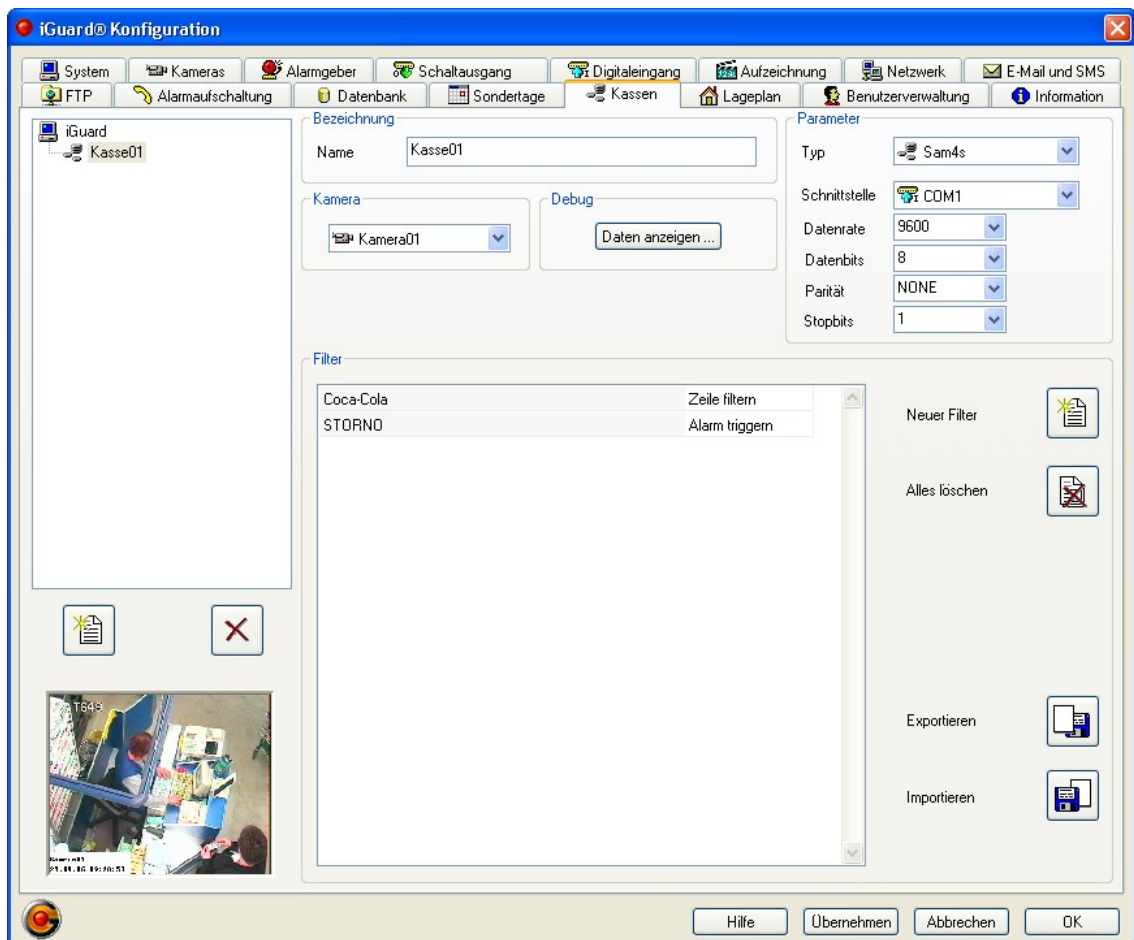 iGuard® Konfiguration
System
Kameras
Alarmgeber
Schaltausgang
Digitaleingang
Aufzeichnung
Netzwerk
E-Mail und SMS
FTP
Alarmaufschaltung
Datenbank
Sondertage
Kassen
Lageplan
Benutzerverwaltung
Information
iGuard
Kasse01
Bezeichnung
Name
Kasse01
Kamera
Kamera01
Debug
Daten anzeigen ...
Parameter
Typ
Sam4s
Schnittstelle
COM1
Datenrate
9600
Datenbits
8
Parität
NONE
Stopbits
1
Filter
Coca-Cola Zeile filtern
STORNO Alarm triggern
Neuer Filter
Alles löschen
Exportieren
Importieren
T649
Hilfe
Übernehmen
Abbrechen
OK